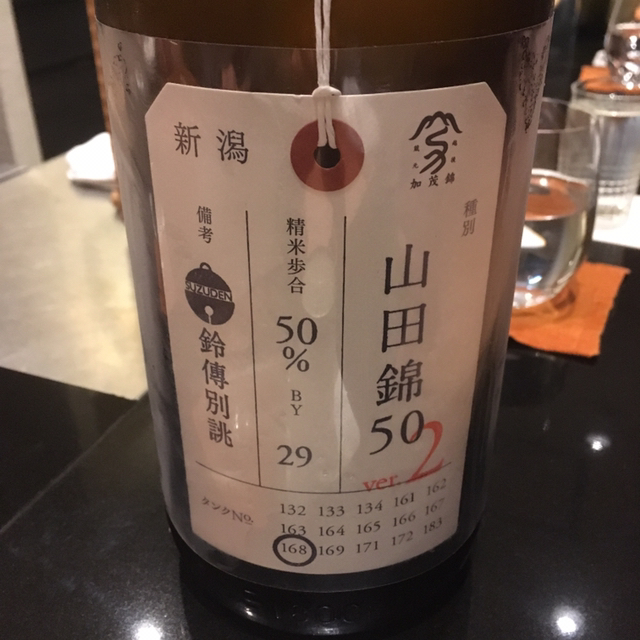 新潟
加茂錦
種別
山田錦
50
ver.2
精米歩合
50%
BY
29
備考
SUZUDEN
鈴傳別誂
タンクNo.
132 133 134 161 162
163 164 165 166 167
168 169 171 172 183